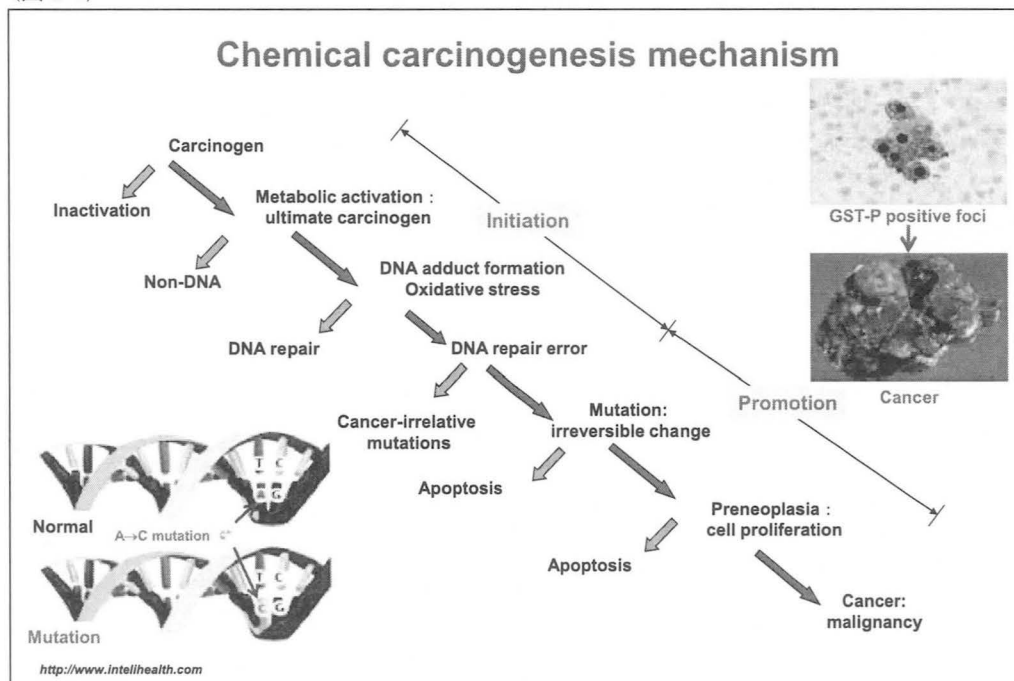 Chemical carcinogenesis mechanism
Carcinogen
Inactivation
Metabolic activation :
ultimate carcinogen
Initiation
GST-P positive foci
Non-DNA
DNA adduct formation
Oxidative stress
DNA repair
DNA repair error
Cancer
Promotion
Cancer-irrelative
mutations
Mutation:
irreversible change
Apoptosis
Preneoplasia :
cell proliferation
Apoptosis
Cancer:
malignancy
T C
A G
Normal
A→C mutation
T C
C G
Mutation
http://www.intelihealth.com